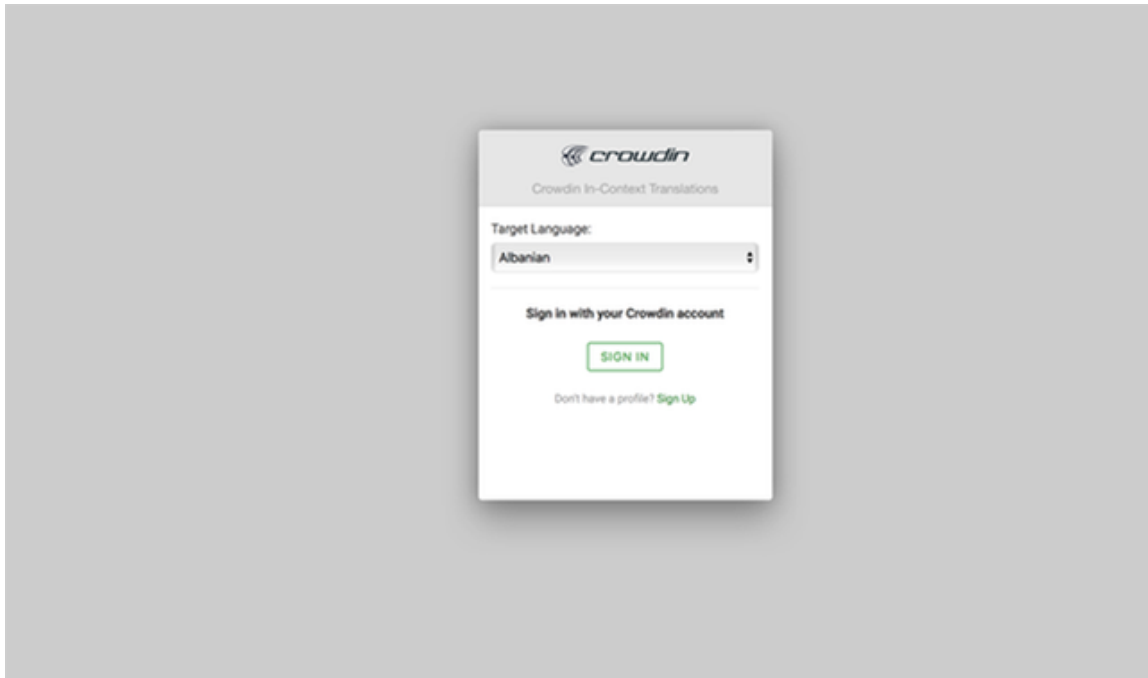 crowdin
Crowdin In-Context Translations
Target Language:
Albanian
Sign in with your Crowdin account
SIGN IN
Don't have a profile? Sign Up